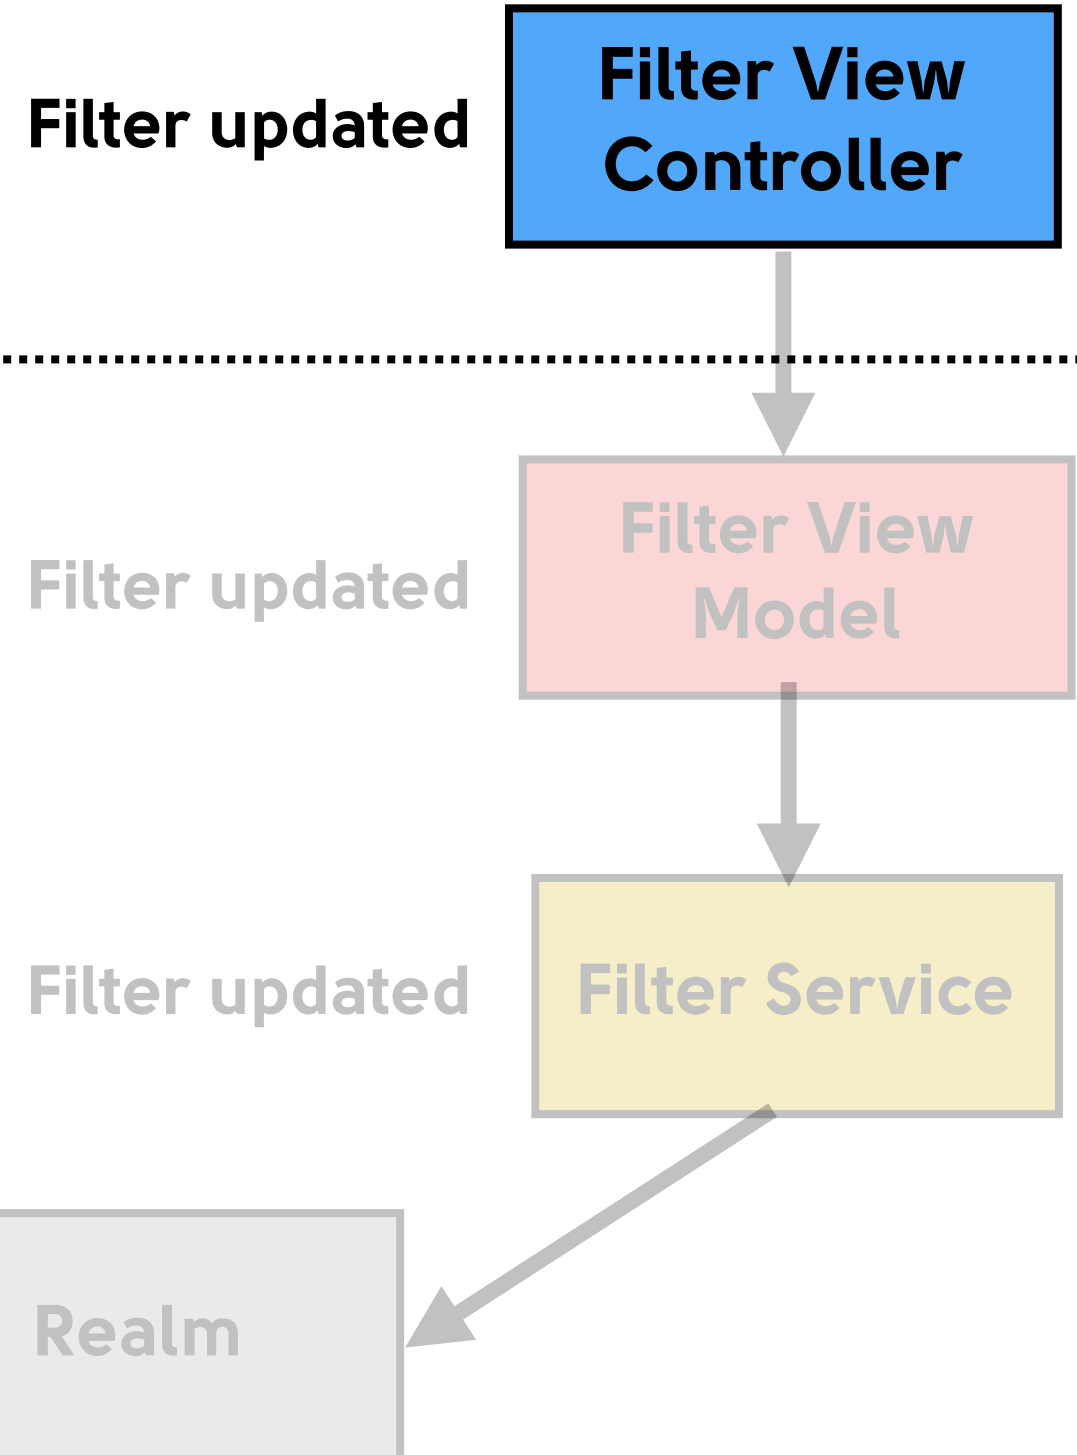 Filter View
Controller
Filter updated
Filter View
Model
Filter updated
Filter updated
Filter Service
Realm